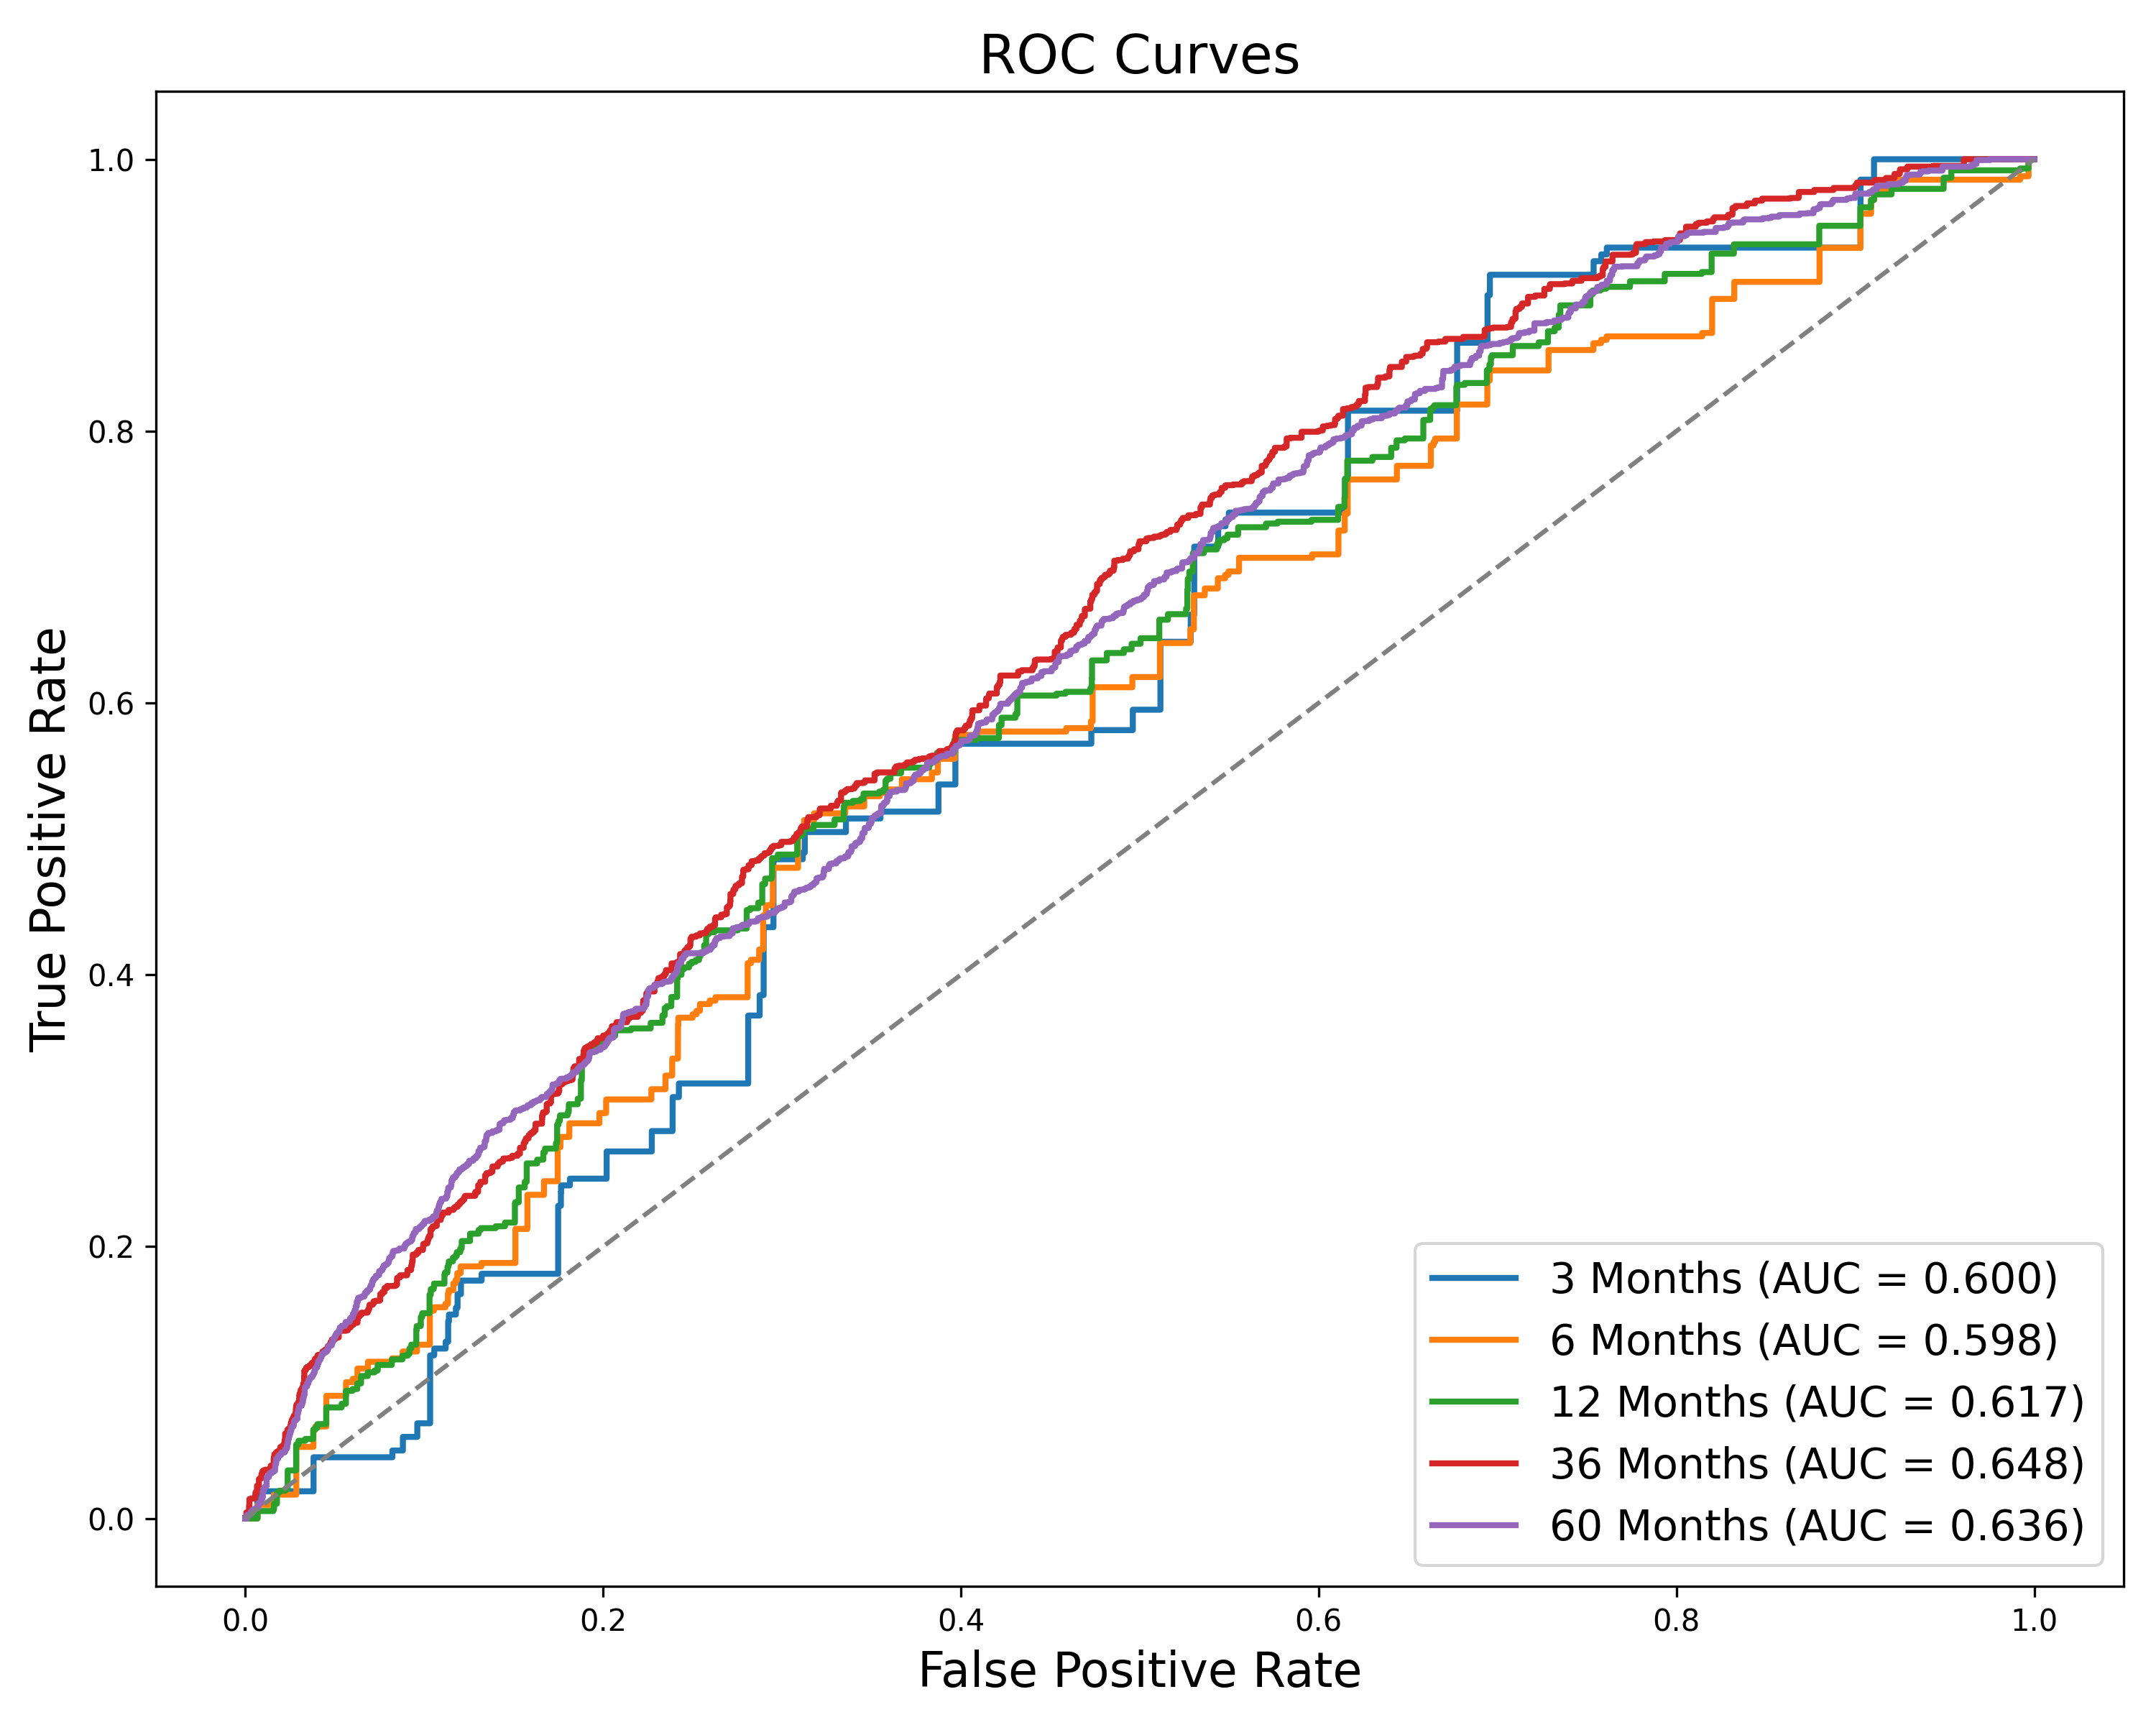 ROC Curves
True Positive Rate
1.0
0.8
0.6
0.4
0.2
0.0
0.0 0.2 0.4 0.6 0.8 1.0
False Positive Rate
3 Months (AUC = 0.600)
6 Months (AUC = 0.598)
12 Months (AUC = 0.617)
36 Months (AUC = 0.648)
60 Months (AUC = 0.636)